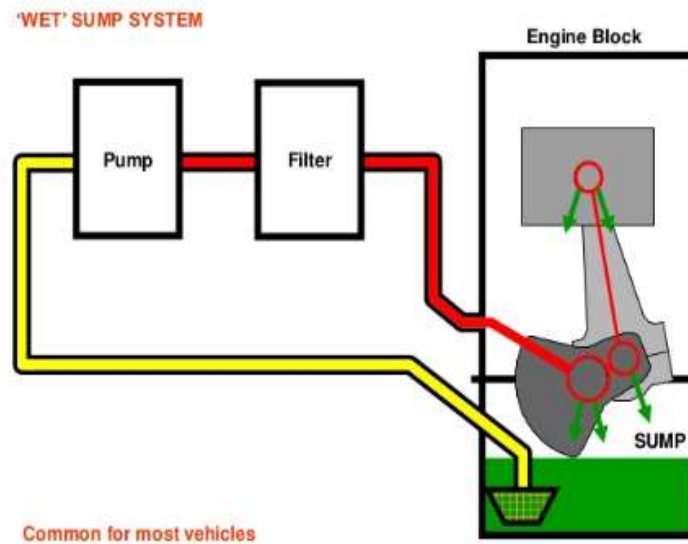 'WET' SUMP SYSTEM
Engine Block
Pump
Filter
SUMP
Common for most vehicles